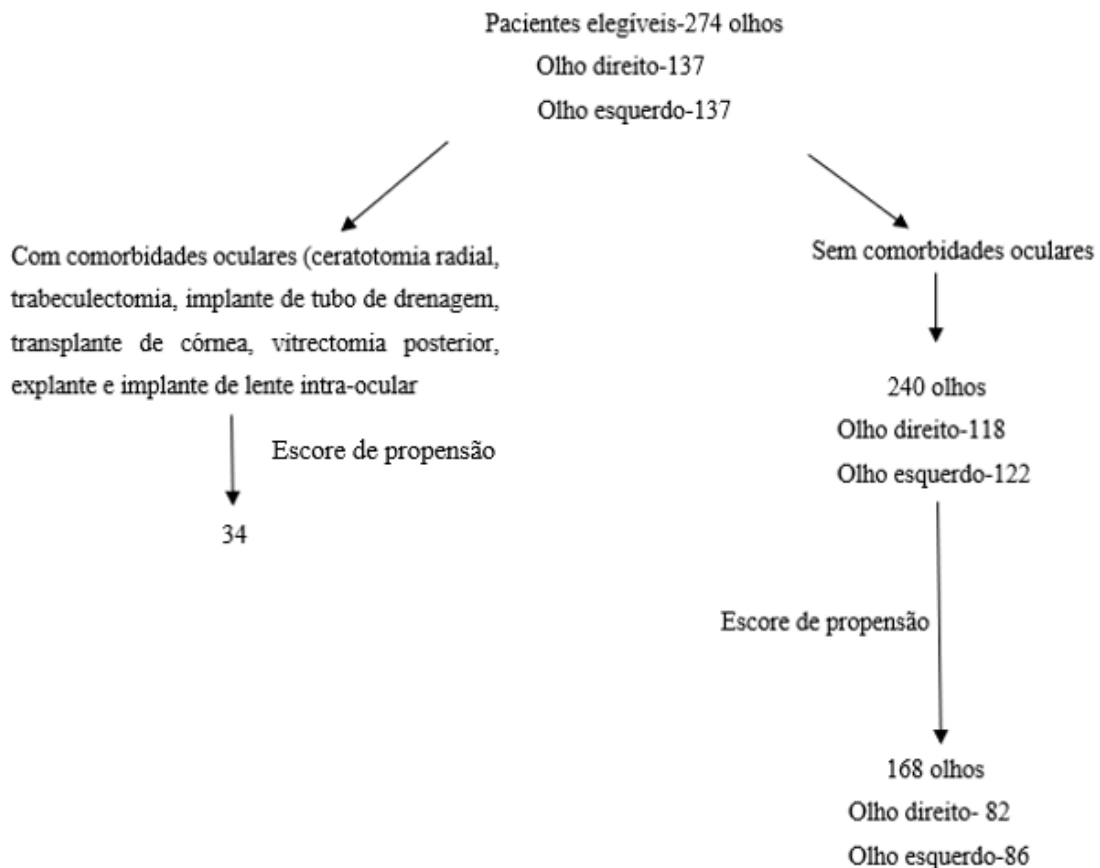 Pacientes elegíveis-274 olhos
Olho direito-137
Olho esquerdo-137
Com comorbidades oculares (ceratotomia radial,
trabeculectomia, implante de tubo de drenagem,
transplante de córnea, vitrectomia posterior,
explante e implante de lente intra-ocular
Escore de propensão
34
Sem comorbidades oculares
240 olhos
Olho direito-118
Olho esquerdo-122
Escore de propensão
168 olhos
Olho direito- 82
Olho esquerdo-86